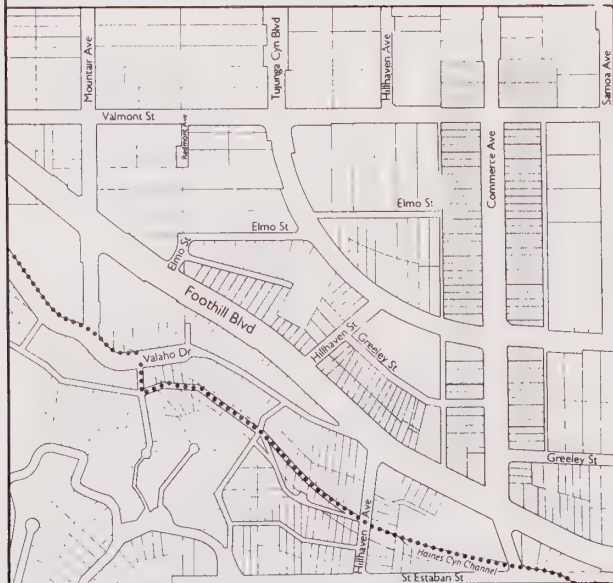 Mountair Ave
Tujunga Cyn Blvd
Hillhaven Ave
Samoa Ave
Valmont St
Redmont Ave
Commerce Ave
Elmo St
Elmo St
Elmo St
Foothill Blvd
Hillhaven St
Greeley St
Valaho Dr
Greeley St
Hillhaven Ave
Haines Cyn Channel
St Estaban St